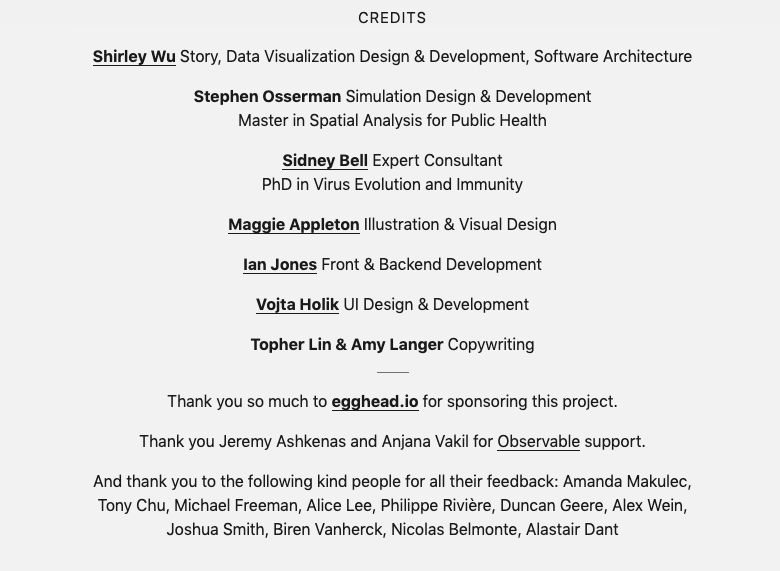 CREDITS
Shirley Wu Story, Data Visualization Design & Development, Software Architecture
Stephen Osserman Simulation Design & Development
Master in Spatial Analysis for Public Health
Sidney Bell Expert Consultant
PhD in Virus Evolution and Immunity
Maggie Appleton Illustration & Visual Design
Ian Jones Front & Backend Development
Vojta Holik UI Design & Development
Topher Lin & Amy Langer Copywriting
Thank you so much to egghead.io for sponsoring this project.
Thank you Jeremy Ashkenas and Anjana Vakil for Observable support.
And thank you to the following kind people for all their feedback: Amanda Makulec,
Tony Chu, Michael Freeman, Alice Lee, Philippe Rivière, Duncan Geere, Alex Wein,
Joshua Smith, Biren Vanherck, Nicolas Belmonte, Alastair Dant